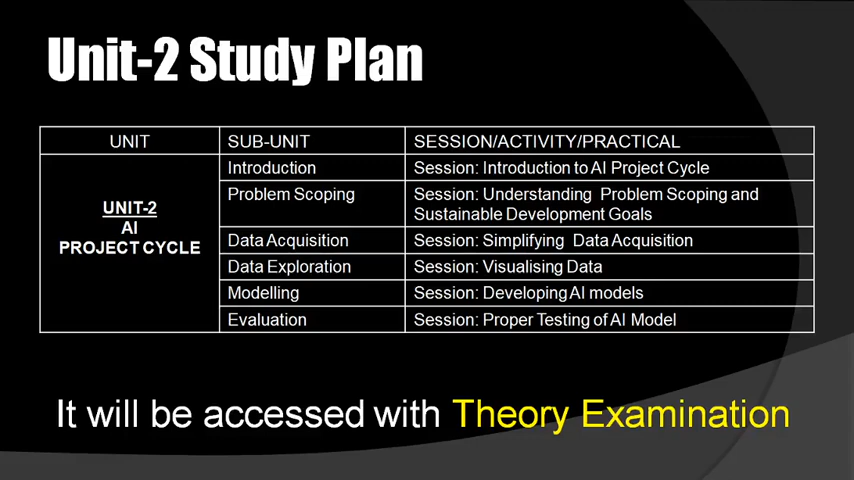 Unit-2 Study Plan
UNIT SUB-UNIT SESSION/ACTIVITY/PRACTICAL
UNIT-2
AI
PROJECT CYCLE
Introduction Session: Introduction to AI Project Cycle
Problem Scoping Session: Understanding Problem Scoping and
Sustainable Development Goals
Data Acquisition Session: Simplifying Data Acquisition
Data Exploration Session: Visualising Data
Modelling Session: Developing AI models
Evaluation Session: Proper Testing of AI Model
It will be accessed with Theory Examination